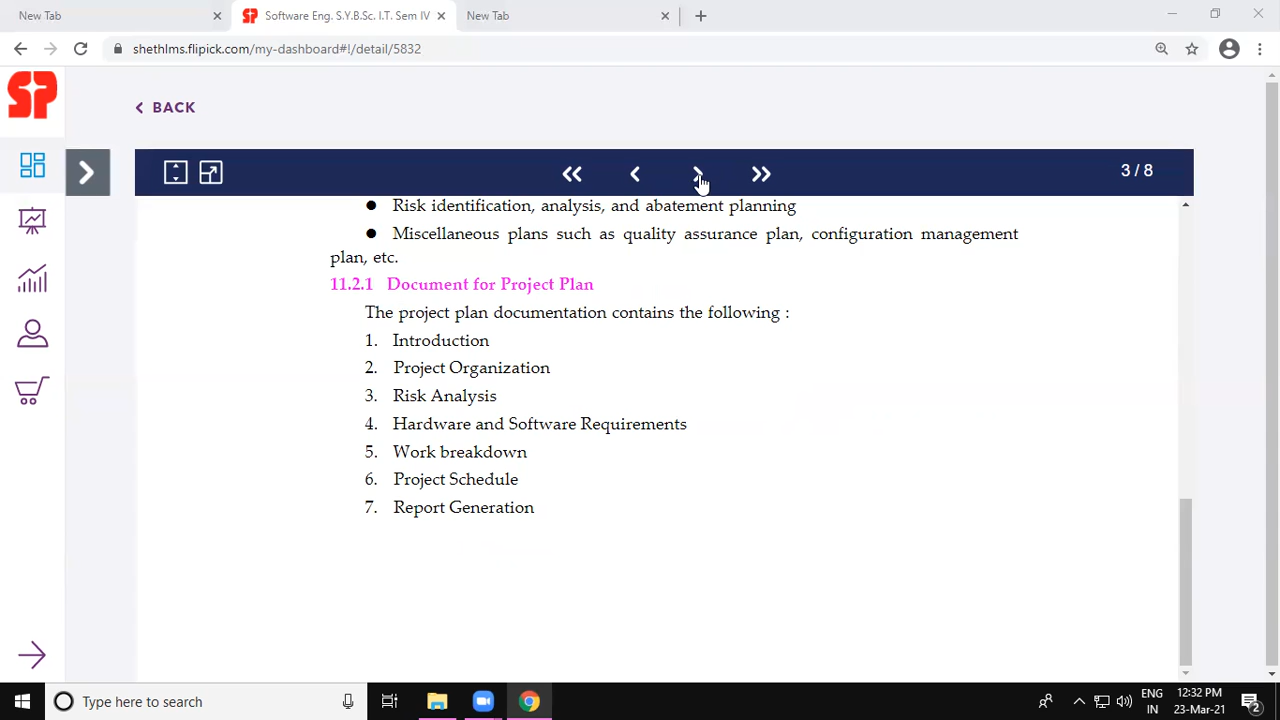 New Tab
Software Eng. S.Y.B.Sc. I.T. Sem IV
New Tab
shethlms.flipick.com/my-dashboard#!/detail/5832
SP
BACK
3 / 8
● Risk identification, analysis, and abatement planning
● Miscellaneous plans such as quality assurance plan, configuration management
plan, etc.
11.2.1 Document for Project Plan
The project plan documentation contains the following :
1. Introduction
2. Project Organization
3. Risk Analysis
4. Hardware and Software Requirements
5. Work breakdown
6. Project Schedule
7. Report Generation
Type here to search
ENG
IN
12:32 PM
23-Mar-21
2